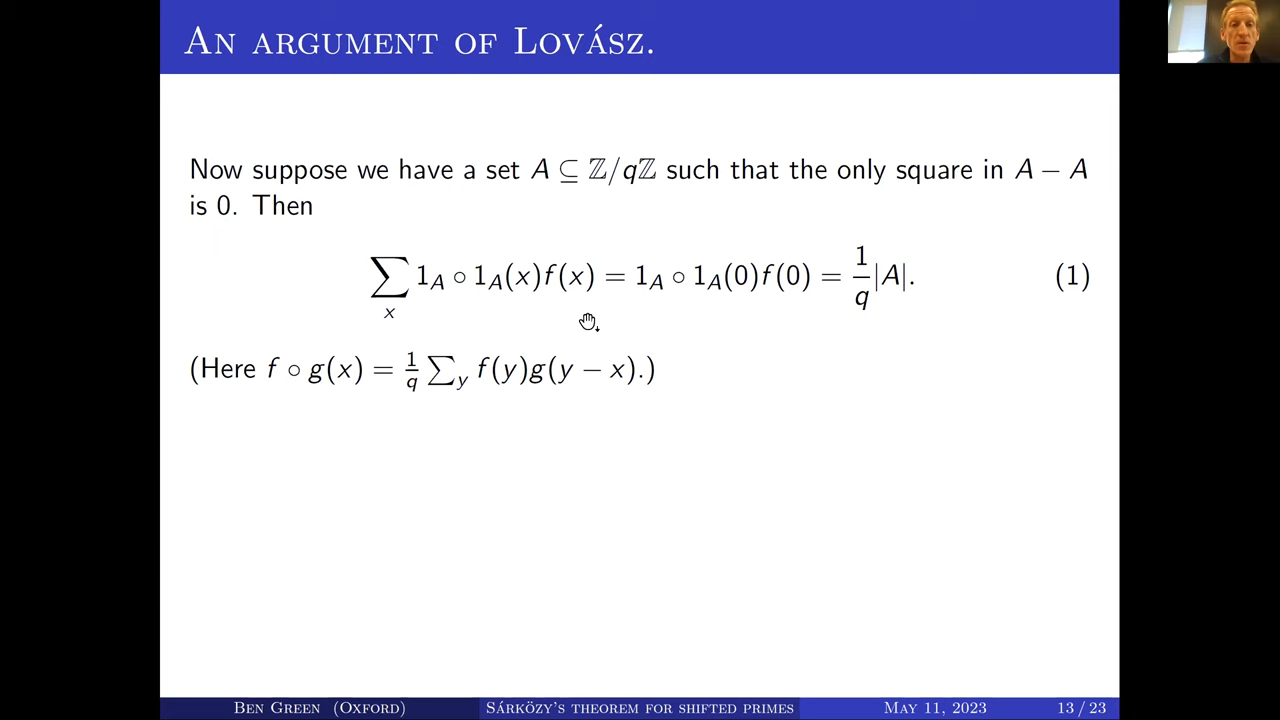 An argument of Lovász.
Now suppose we have a set A ⊆ ℤ/qℤ such that the only square in A − A
is 0. Then
∑_x 1_A ∘ 1_A(x)f(x) = 1_A ∘ 1_A(0)f(0) = 1/q |A|. (1)
(Here f ∘ g(x) = 1/q ∑_y f(y)g(y − x).)
Ben Green (Oxford) Sárközy's theorem for shifted primes May 11, 2023 13 / 23